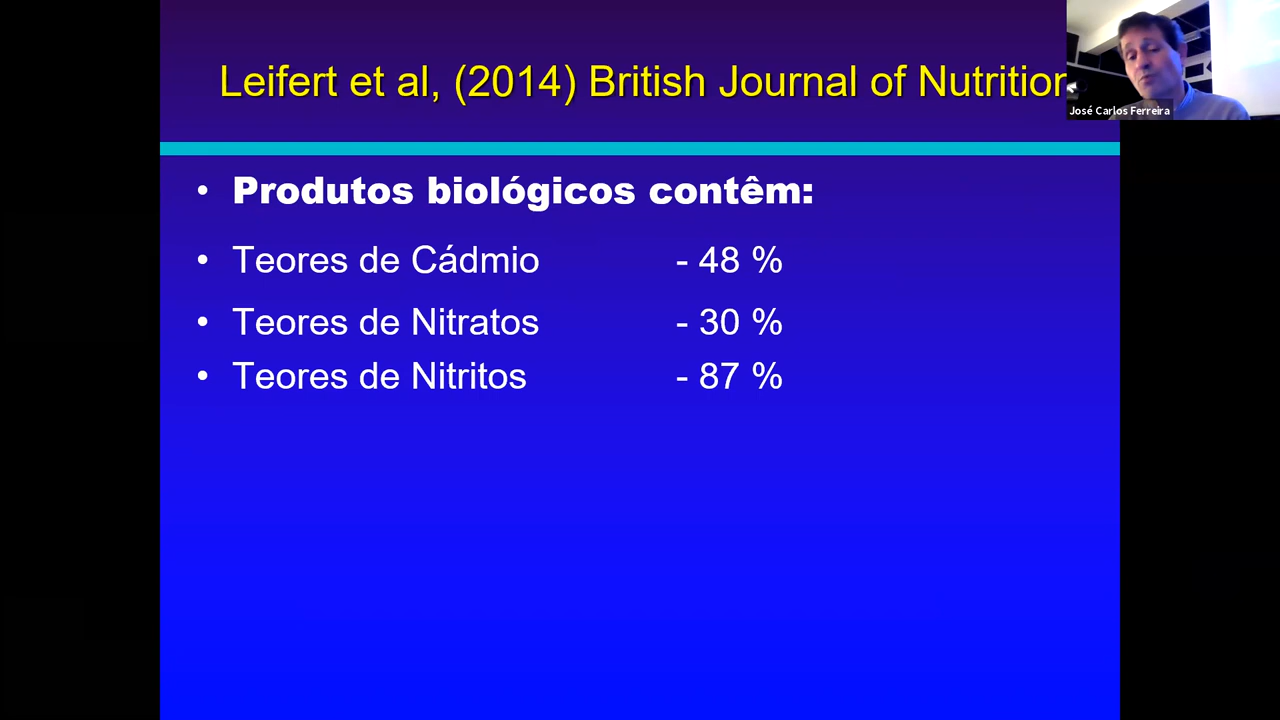 Leifert et al, (2014) British Journal of Nutrition
José Carlos Ferreira
• Produtos biológicos contêm:
• Teores de Cádmio - 48 %
• Teores de Nitratos - 30 %
• Teores de Nitritos - 87 %